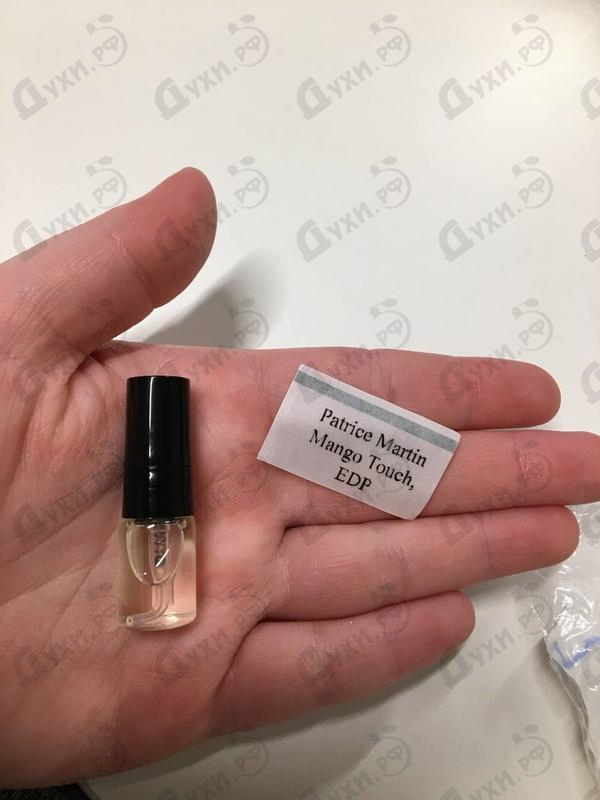 Patrice Martin
Mango Touch,
EDP
Духи.рф